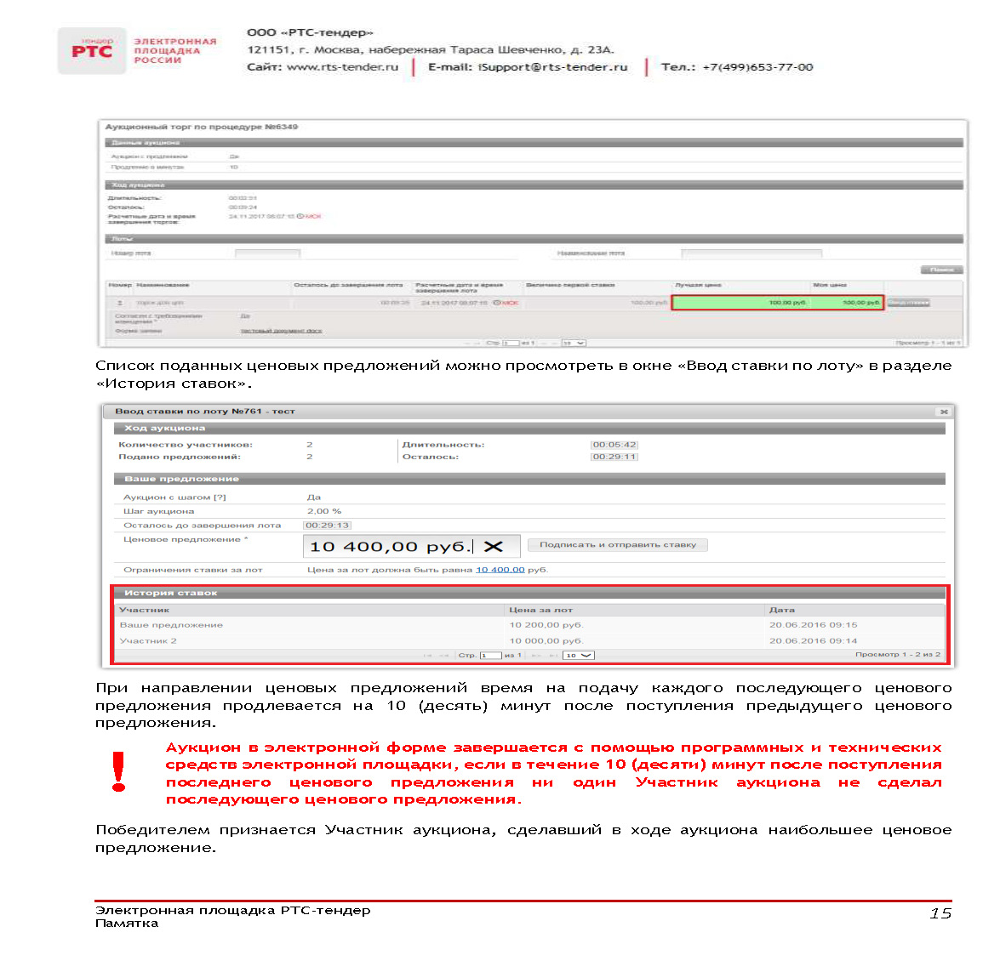 тендер
РТС
ЭЛЕКТРОННАЯ
ПЛОЩАДКА
РОССИИ
ООО «РТС-тендер»
121151, г. Москва, набережная Тараса Шевченко, д. 23А.
Сайт: www.rts-tender.ru E-mail: iSupport@rts-tender.ru Тел.: +7(499)653-77-00
Аукционный торг по процедуре №6349
Данные аукциона
Аукцион с продлением Да
Продление в минутах 10
Ход аукциона
Длительность:
Осталось: 00:09:24
Расчетные дата и время 24.11.2017 08:07:15 МСК
завершения торгов:
Лоты
Номер лота Наименование лота
Поиск
Номер Наименование Осталось до завершения лота Расчетные дата и время Величина первой ставки Лучшая цена Моя цена
завершения лота
24.11.2017 08:07:15 МСК 100,00 руб. 100,00 руб. 100,00 руб. Ввод ставки
Согласен с требованиями Да
извещения *
Форма заявки тестовый документ.docx
Стр. 1 из 1 10 Просмотр 1 - 1 из 1
Список поданных ценовых предложений можно просмотреть в окне «Ввод ставки по лоту» в разделе
«История ставок».
Ввод ставки по лоту №761 - тест
Ход аукциона
Количество участников: 2 Длительность: 00:05:42
Подано предложений: 2 Осталось: 00:29:11
Ваше предложение
Аукцион с шагом [?] Да
Шаг аукциона 2,00 %
Осталось до завершения лота 00:29:13
Ценовое предложение * 10 400,00 руб. Подписать и отправить ставку
Ограничения ставки за лот Цена за лот должна быть равна 10 400,00 руб.
История ставок
Участник Цена за лот Дата
Ваше предложение 10 200,00 руб. 20.06.2016 09:15
Участник 2 10 000,00 руб. 20.06.2016 09:14
Стр. 1 из 1 10 Просмотр 1 - 2 из 2
При направлении ценовых предложений время на подачу каждого последующего ценового
предложения продлевается на 10 (десять) минут после поступления предыдущего ценового
предложения.
! Аукцион в электронной форме завершается с помощью программных и технических
средств электронной площадки, если в течение 10 (десяти) минут после поступления
последнего ценового предложения ни один Участник аукциона не сделал
последующего ценового предложения.
Победителем признается Участник аукциона, сделавший в ходе аукциона наибольшее ценовое
предложение.
Электронная площадка РТС-тендер
Памятка
15